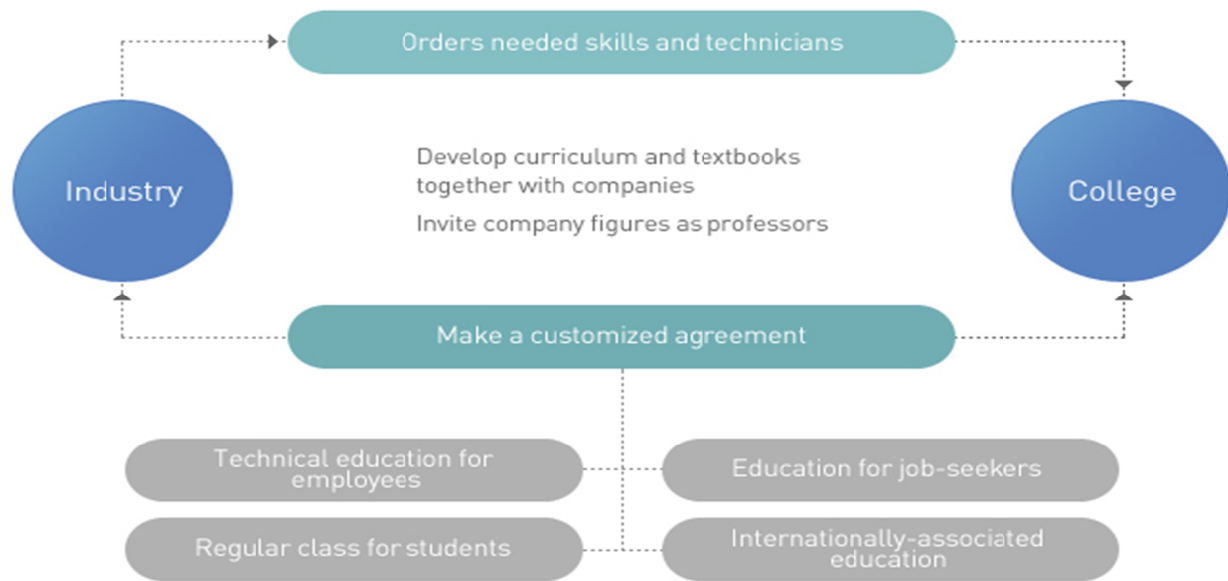 Orders needed skills and technicians
Industry
Develop curriculum and textbooks
together with companies
Invite company figures as professors
College
Make a customized agreement
Technical education for
employees
Education for job-seekers
Regular class for students
Internationally-associated
education